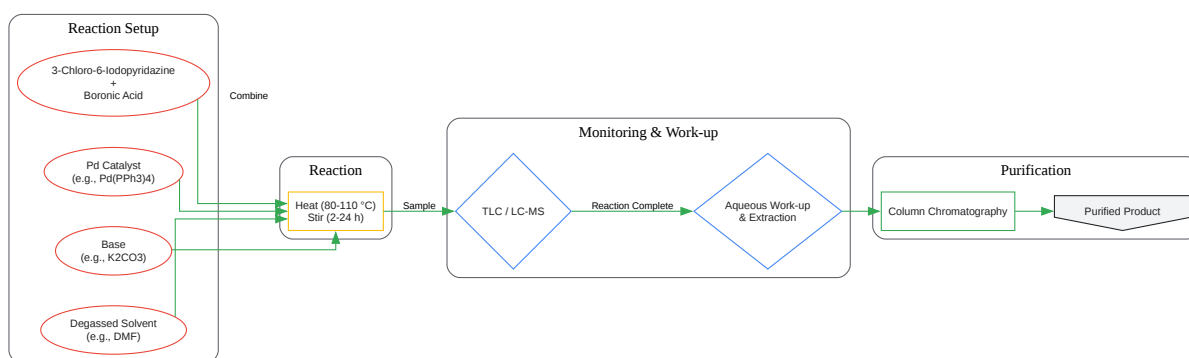 Reaction Setup
3-Chloro-6-Iodopyridazine
+
Boronic Acid
Combine
Pd Catalyst
(e.g., Pd(PPh3)4)
Base
(e.g., K2CO3)
Degassed Solvent
(e.g., DMF)
Reaction
Heat (80-110 °C)
Stir (2-24 h)
Sample
Monitoring & Work-up
TLC / LC-MS
Reaction Complete
Aqueous Work-up
& Extraction
Purification
Column Chromatography
Purified Product